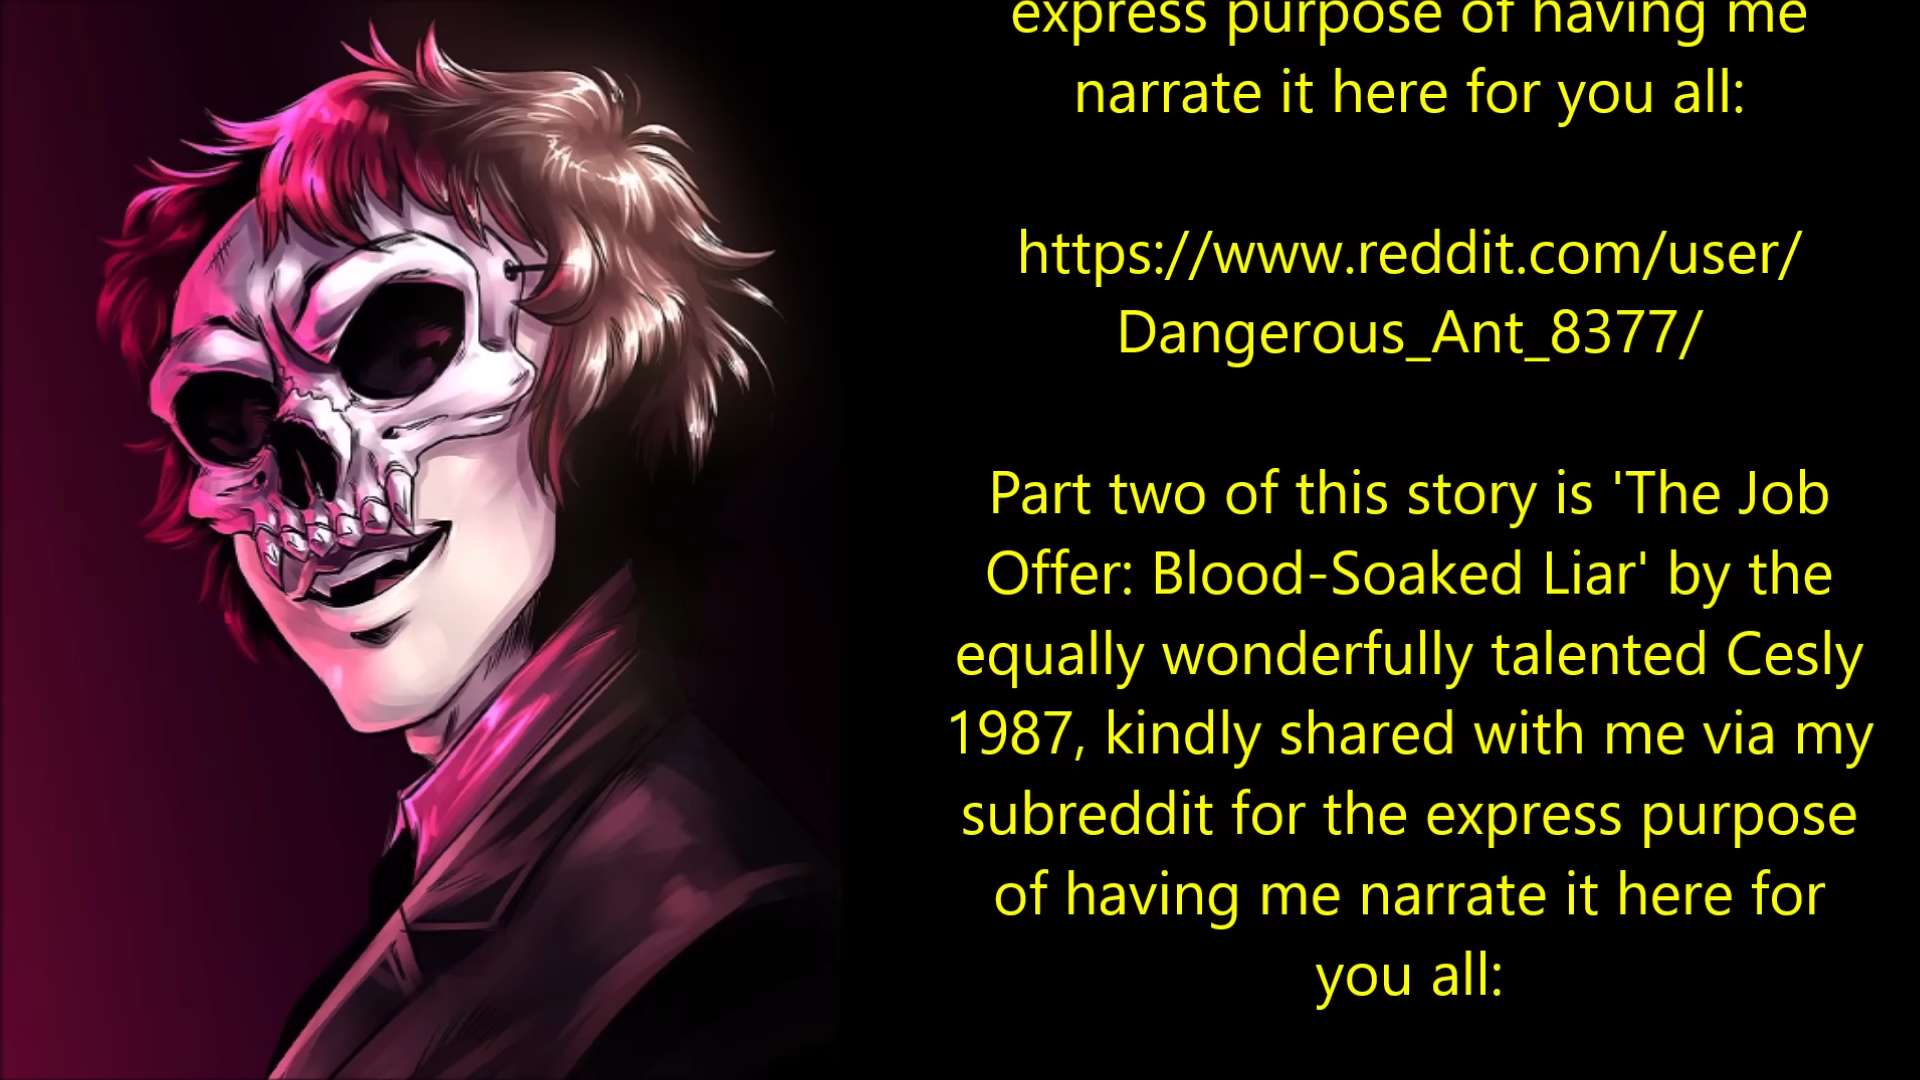 express purpose of having me
narrate it here for you all:
https://www.reddit.com/user/
Dangerous_Ant_8377/
Part two of this story is 'The Job
Offer: Blood-Soaked Liar' by the
equally wonderfully talented Cesly
1987, kindly shared with me via my
subreddit for the express purpose
of having me narrate it here for
you all: